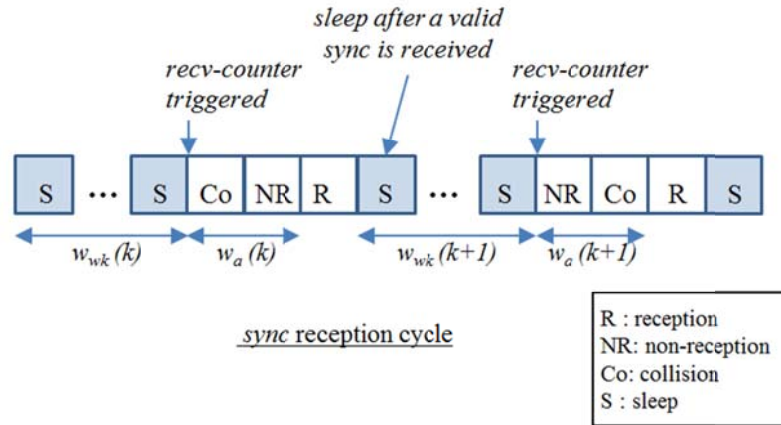 sleep after a valid
sync is received
recv-counter
triggered
recv-counter
triggered
S ... S Co NR R S ... S NR Co R S
w_wk(k) w_a(k) w_wk(k+1) w_a(k+1)
sync reception cycle
R : reception
NR: non-reception
Co: collision
S : sleep